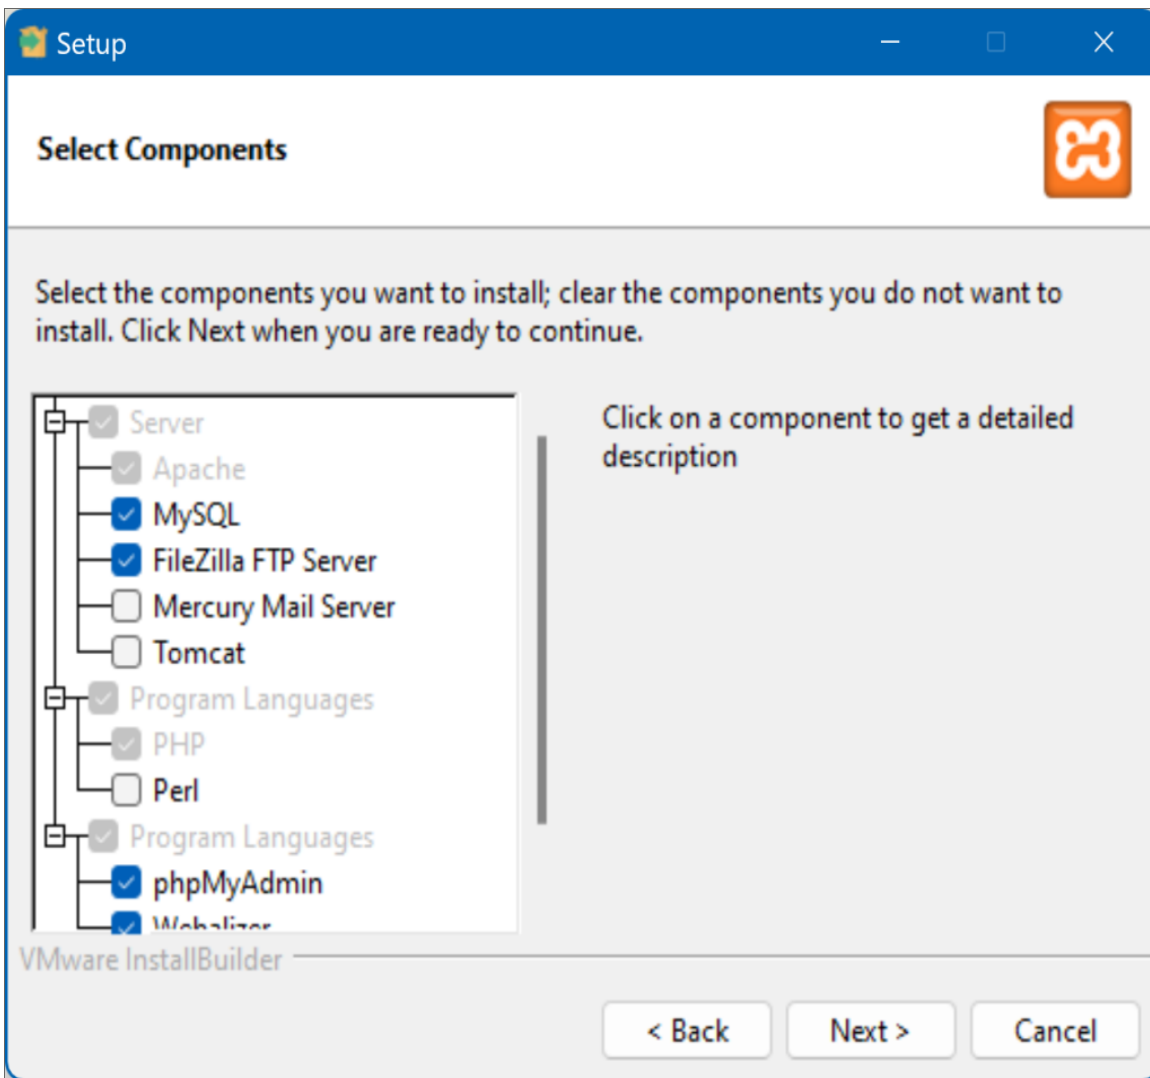 Setup
Select Components
Select the components you want to install; clear the components you do not want to
install. Click Next when you are ready to continue.
Server
Apache
MySQL
FileZilla FTP Server
Mercury Mail Server
Tomcat
Program Languages
PHP
Perl
Program Languages
phpMyAdmin
Webalizer
Click on a component to get a detailed
description
VMware InstallBuilder
< Back
Next >
Cancel